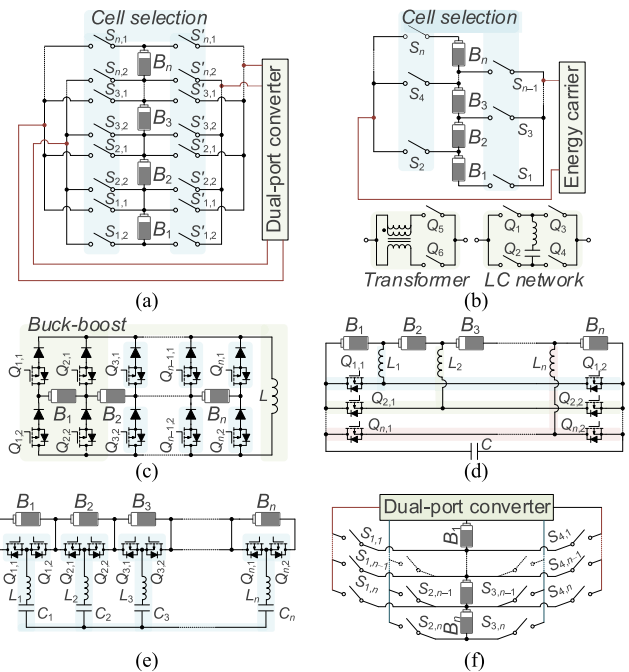 Cell selection
Sn,1 S′n,1
Bn
Sn,2 S′n,2
S3,1 S′3,1
B3
S3,2 S′3,2
S2,1 S′2,1
B2
S2,2 S′2,2
S1,1 S′1,1
B1
S1,2 S′1,2
Dual-port converter
(a)
Cell selection
Sn Bn
Sn−1
S4 B3
S3
B2
S2 B1
S1
Energy carrier
Q5
Q6
Transformer
Q1 Q3
Q2 Q4
LC network
(b)
Buck-boost
Q1,1 Q2,1 Q3,1 Qn−1,1 Qn,1
L
B1 B2 Bn
Q1,2 Q2,2 Q3,2 Qn−1,2 Qn,2
(c)
B1 B2 B3 Bn
Q1,1 L1 L2 Ln Q1,2
Q2,1 Q2,2
Qn,1 Qn,2
C
(d)
B1 B2 B3 Bn
Q1,1 Q1,2 Q2,1 Q2,2 Q3,1 Q3,2 Qn,1 Qn,2
L1 L2 L3 Ln
C1 C2 C3 Cn
(e)
Dual-port converter
B1
S1,1 S4,1
S1,n−1 S4,n−1
S1,n S2,n−1 S3,n−1 S4,n
Bn
S2,n S3,n
(f)